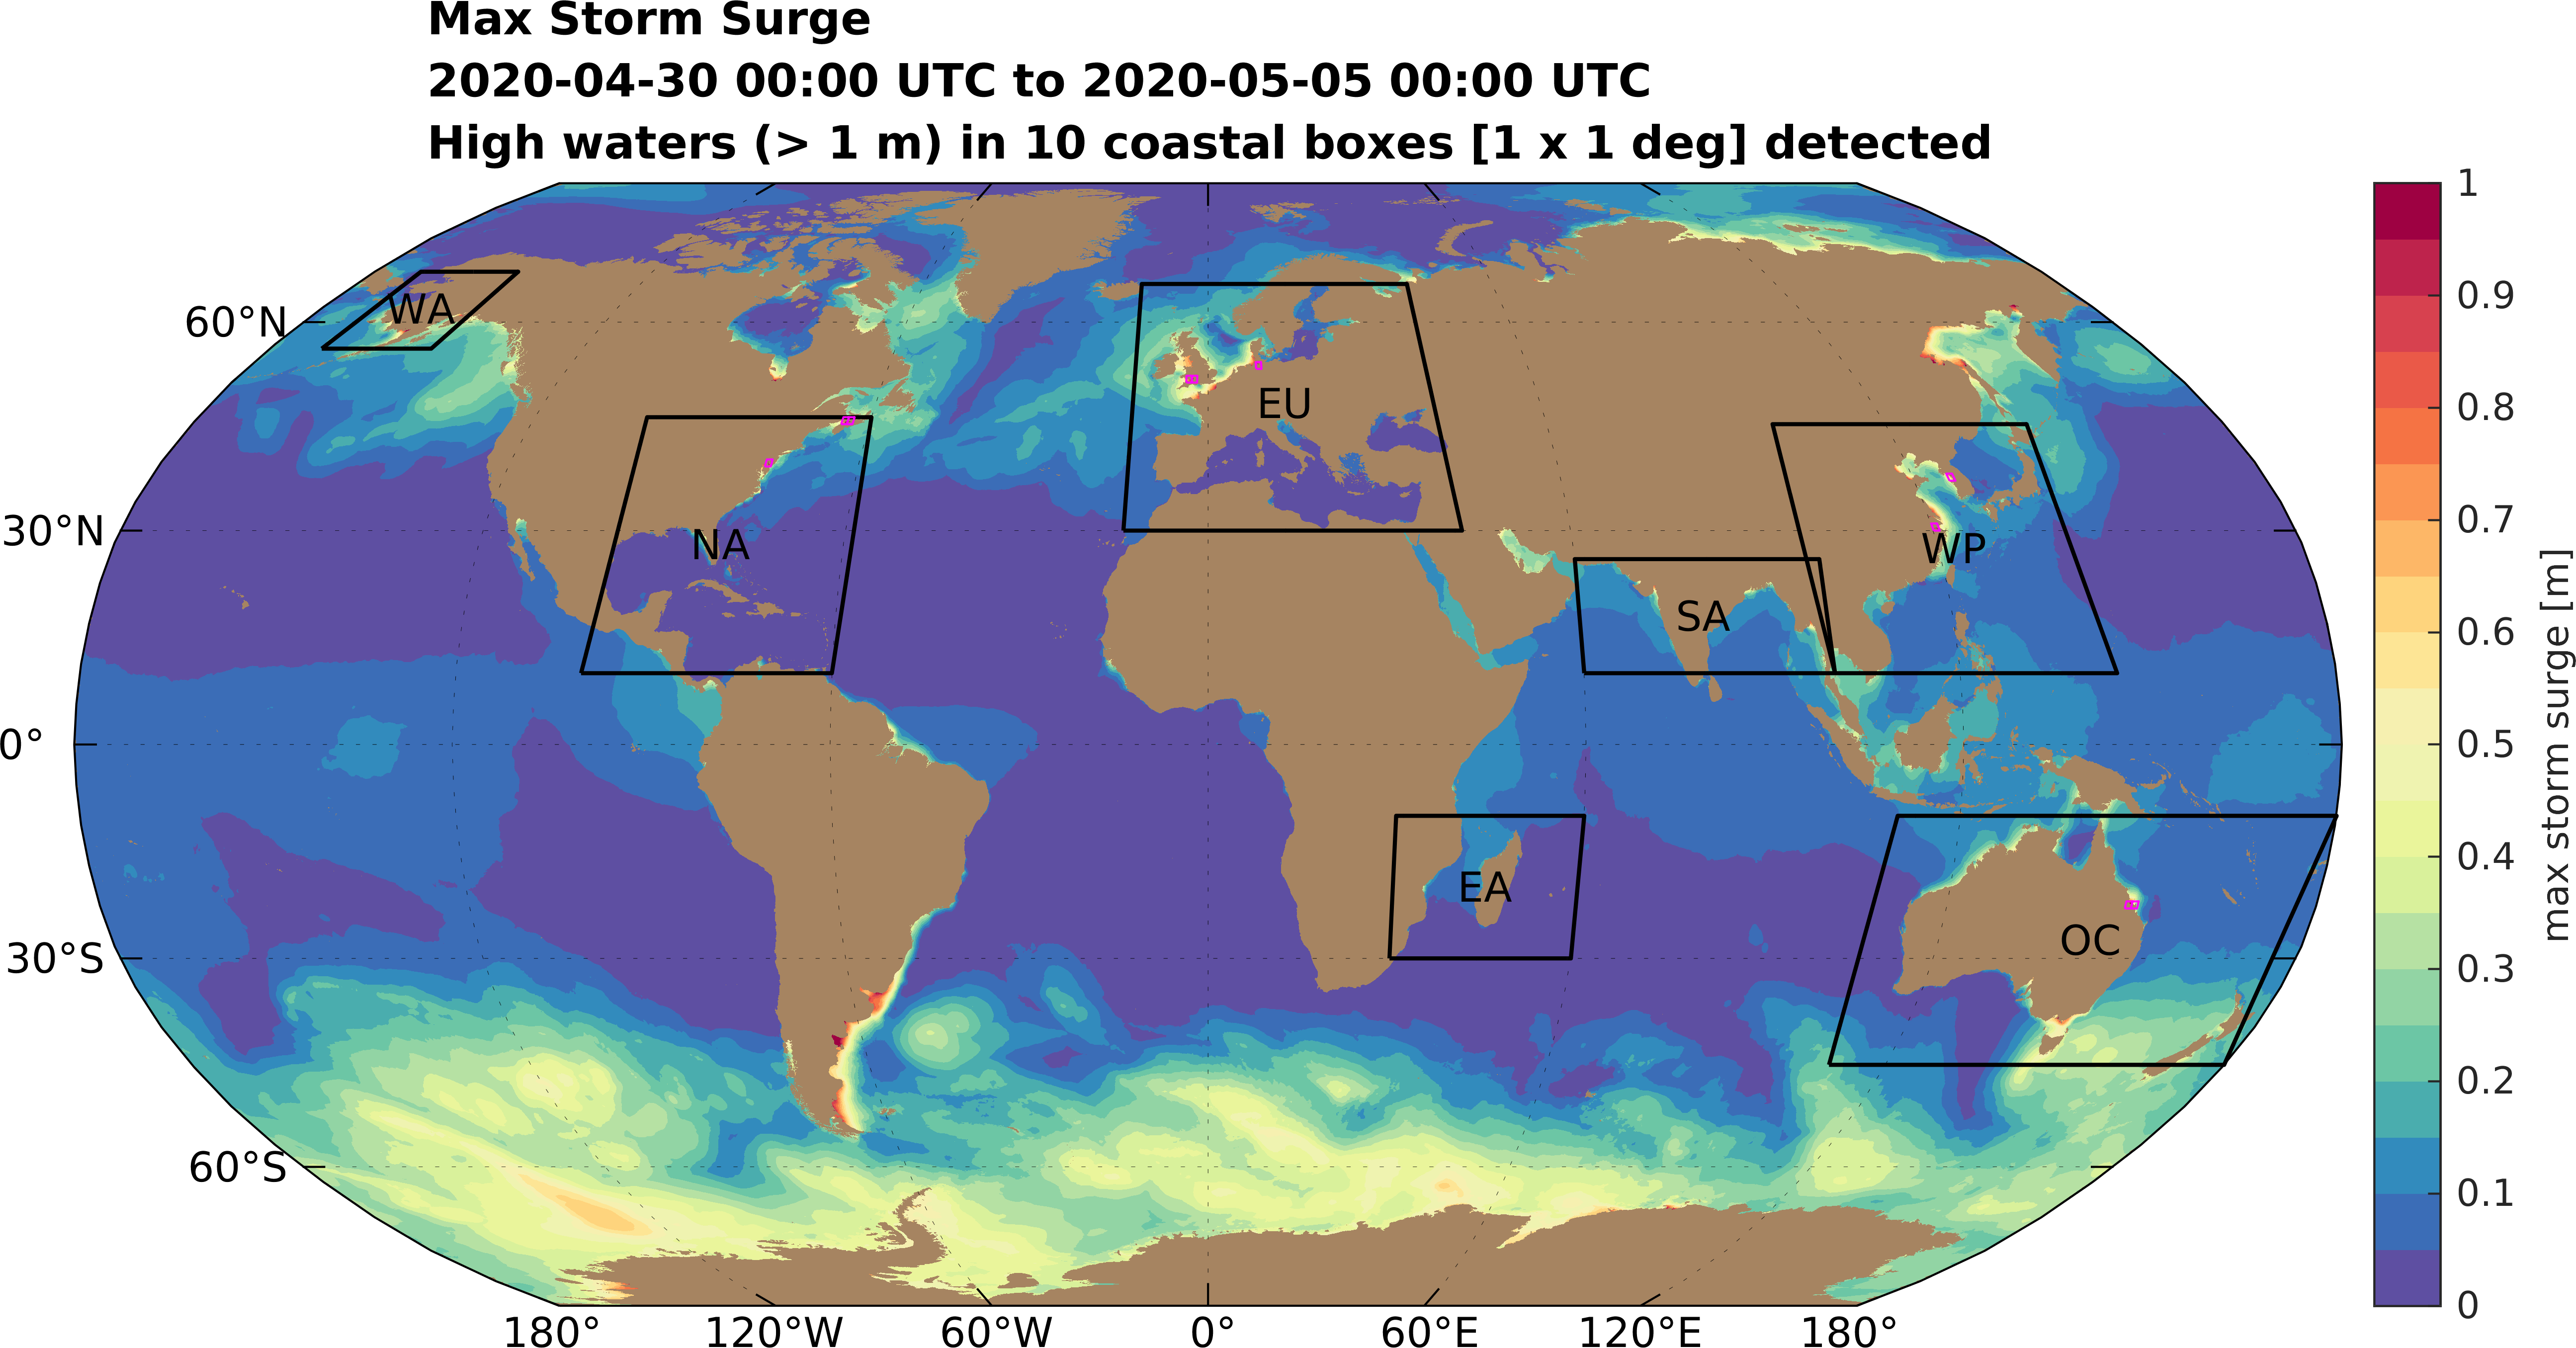 Max Storm Surge
2020-04-30 00:00 UTC to 2020-05-05 00:00 UTC
High waters (> 1 m) in 10 coastal boxes [1 x 1 deg] detected
60°N
30°N
0°
30°S
60°S
WA
NA
EU
SA
WP
EA
OC
180°
120°W
60°W
0°
60°E
120°E
180°
1
0.9
0.8
0.7
0.6
0.5
0.4
0.3
0.2
0.1
0
max storm surge [m]